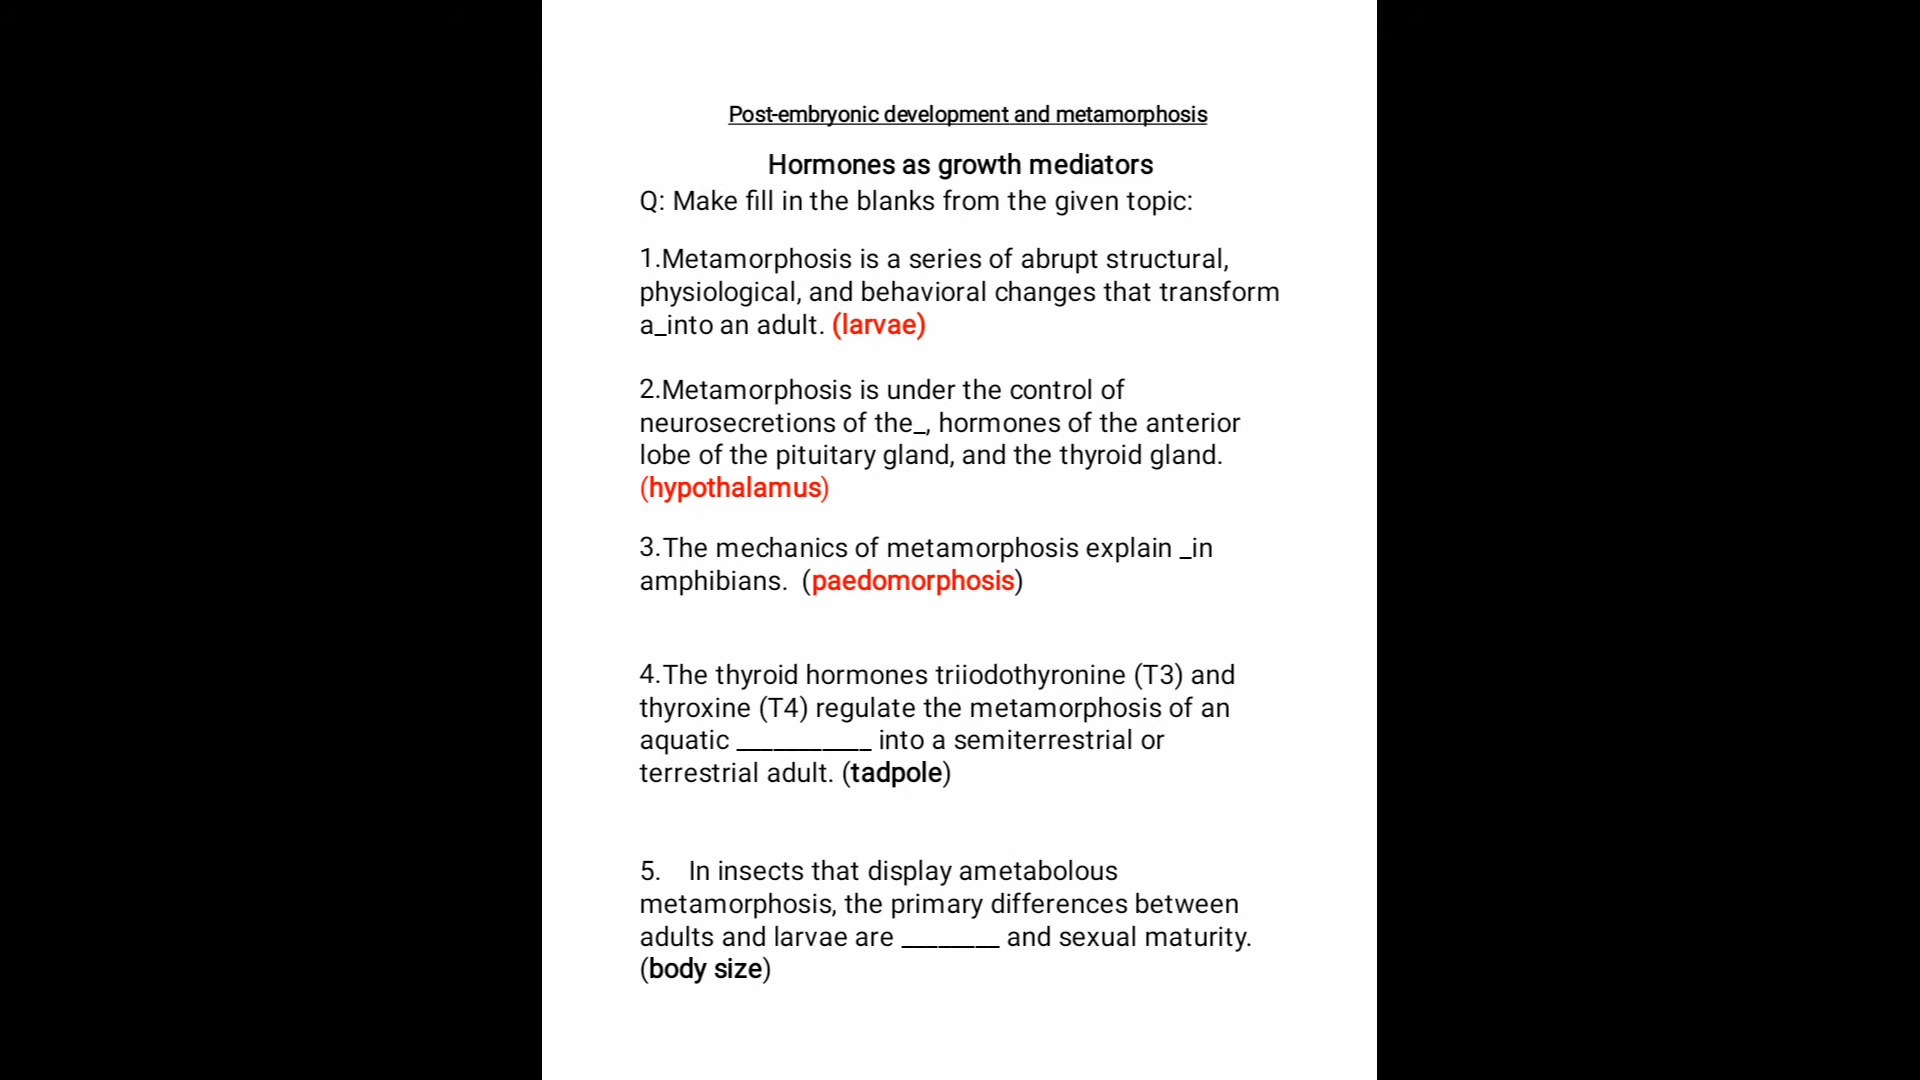 Post-embryonic development and metamorphosis
Hormones as growth mediators
Q: Make fill in the blanks from the given topic:
1.Metamorphosis is a series of abrupt structural,
physiological, and behavioral changes that transform
a_into an adult. (larvae)
2.Metamorphosis is under the control of
neurosecretions of the_, hormones of the anterior
lobe of the pituitary gland, and the thyroid gland.
(hypothalamus)
3.The mechanics of metamorphosis explain _in
amphibians.  (paedomorphosis)
4.The thyroid hormones triiodothyronine (T3) and
thyroxine (T4) regulate the metamorphosis of an
aquatic ___________ into a semiterrestrial or
terrestrial adult. (tadpole)
5.    In insects that display ametabolous
metamorphosis, the primary differences between
adults and larvae are ________ and sexual maturity.
(body size)